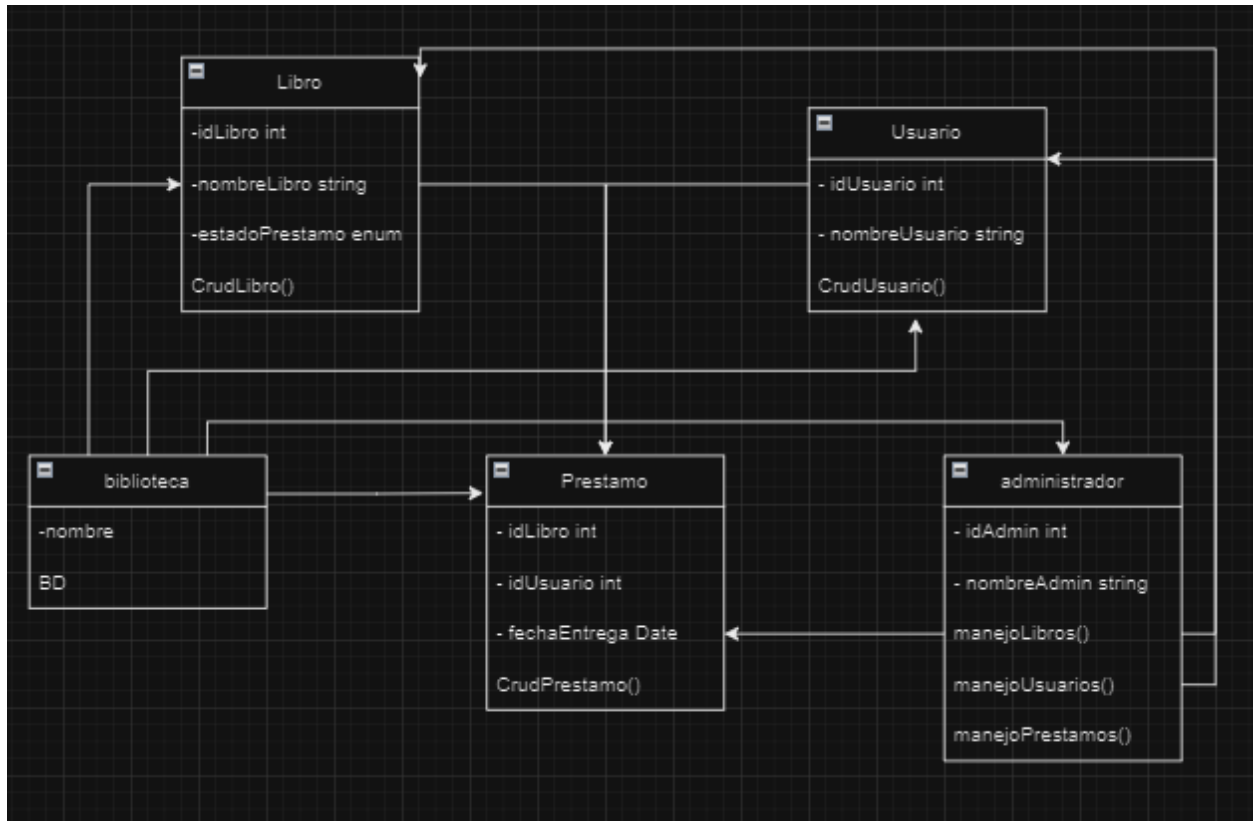 Libro
-idLibro int
-nombreLibro string
-estadoPrestamo enum
CrudLibro()
Usuario
- idUsuario int
- nombreUsuario string
CrudUsuario()
biblioteca
-nombre
BD
Prestamo
- idLibro int
- idUsuario int
- fechaEntrega Date
CrudPrestamo()
administrador
- idAdmin int
- nombreAdmin string
manejoLibros()
manejoUsuarios()
manejoPrestamos()